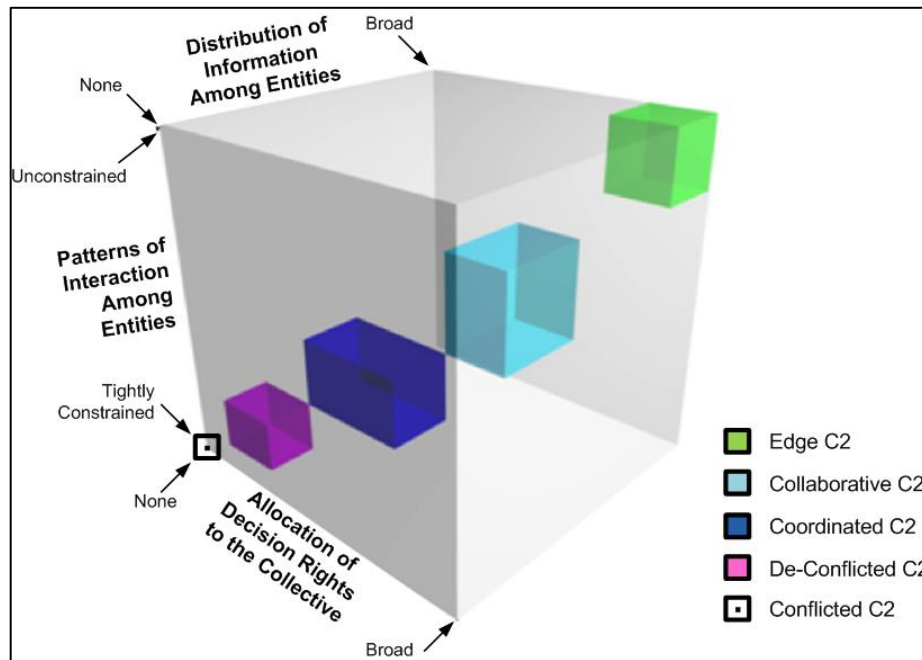 Distribution of
Information
Among Entities
Broad
None
Unconstrained
Patterns of
Interaction
Among
Entities
Tightly
Constrained
None
Allocation of
Decision Rights
to the Collective
Broad
Edge C2
Collaborative C2
Coordinated C2
De-Conflicted C2
Conflicted C2